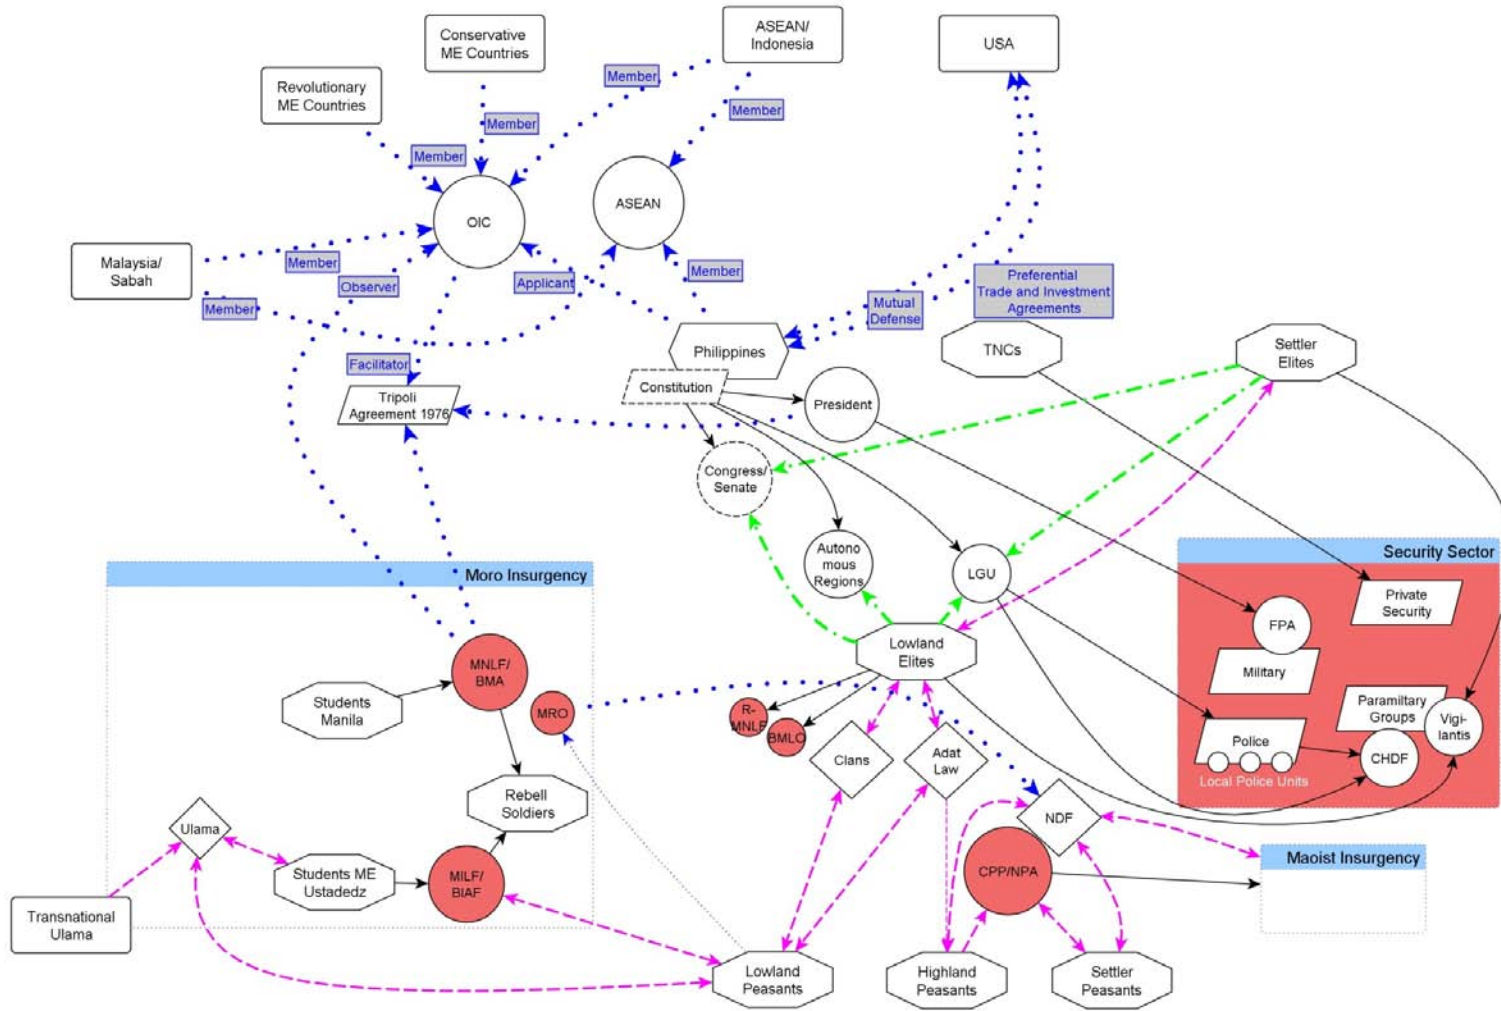 Conservative
ME Countries
ASEAN/
Indonesia
USA
Revolutionary
ME Countries
Member
Member
Member
Member
OIC
ASEAN
Malaysia/
Sabah
Member
Observer
Member
Applicant
Member
Preferential
Trade and Investment
Agreements
Mutual
Defense
Philippines
TNCs
Settler
Elites
Facilitator
Constitution
Tripoli
Agreement 1976
President
Congress/
Senate
Autono
mous
Regions
LGU
Security Sector
Private
Security
FPA
Military
Paramiltary
Groups
Vigi-
lantis
Police
CHDF
Local Police Units
Moro Insurgency
MNLF/
BMA
Students
Manila
MRO
Lowland
Elites
R-
MNLF
BMLO
Clans
Adat
Law
Rebell
Soldiers
Ulama
Students ME
Ustadedz
MILF/
BIAF
NDF
CPP/NPA
Maoist Insurgency
Transnational
Ulama
Lowland
Peasants
Highland
Peasants
Settler
Peasants